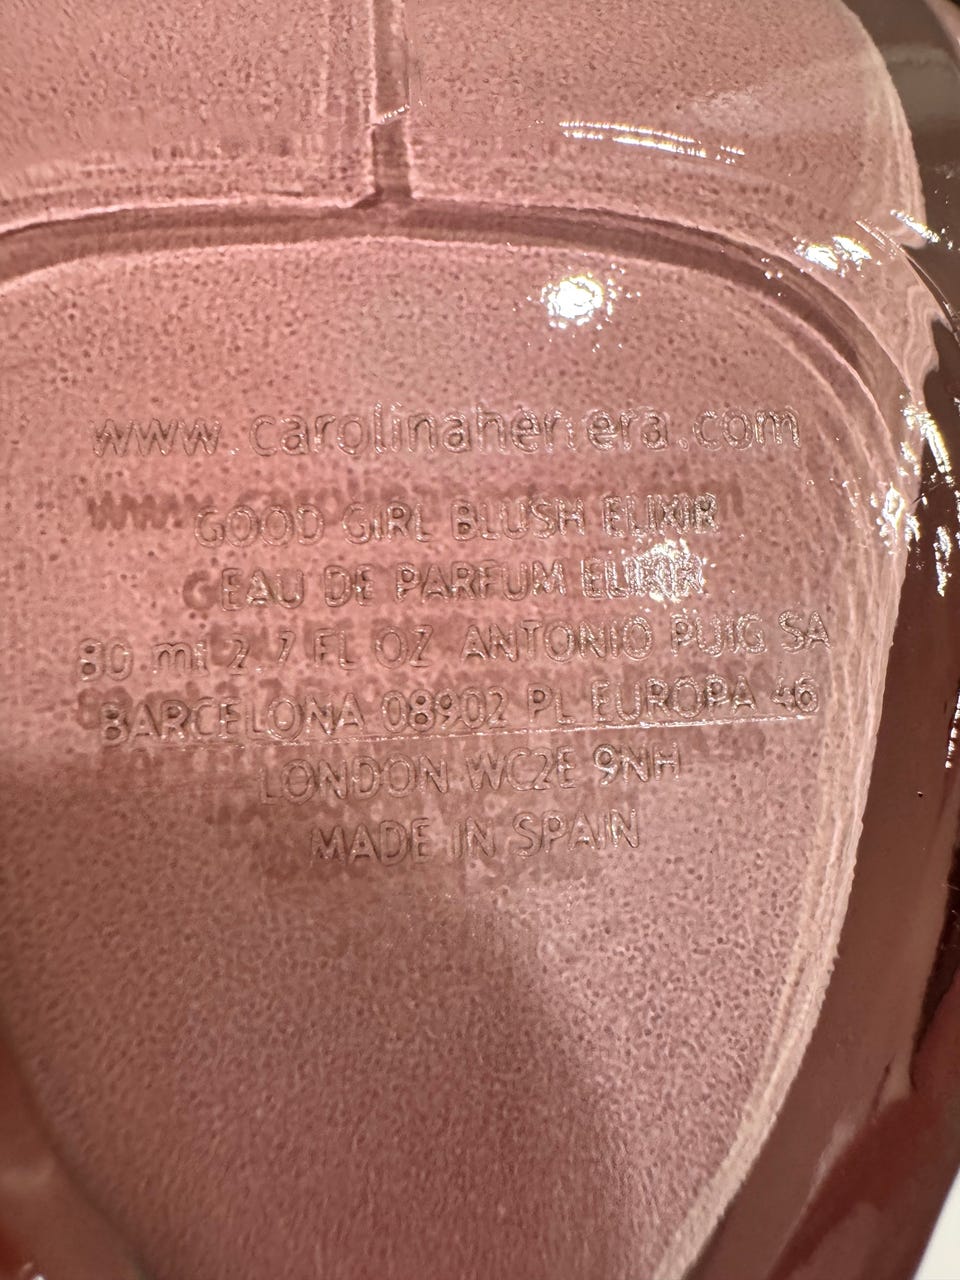 www.carolinaherrera.com
GOOD GIRL BLUSH ELIXIR
EAU DE PARFUM ELIXIR
80 ml 2.7 FL OZ ANTONIO PUIG SA
BARCELONA 08902 PL EUROPA 46
LONDON WC2E 9NH
MADE IN SPAIN